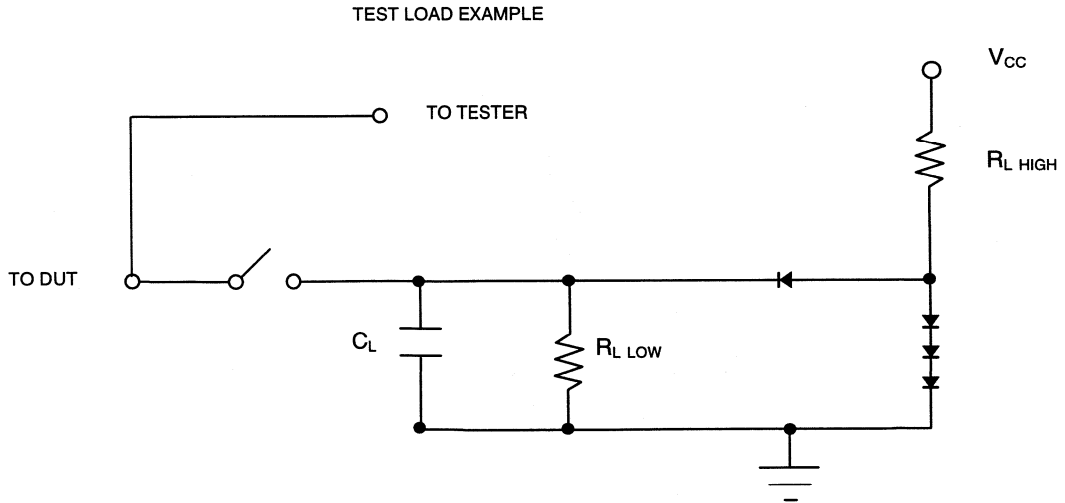 TEST LOAD EXAMPLE
VCC
TO TESTER
RL HIGH
TO DUT
CL
RL LOW